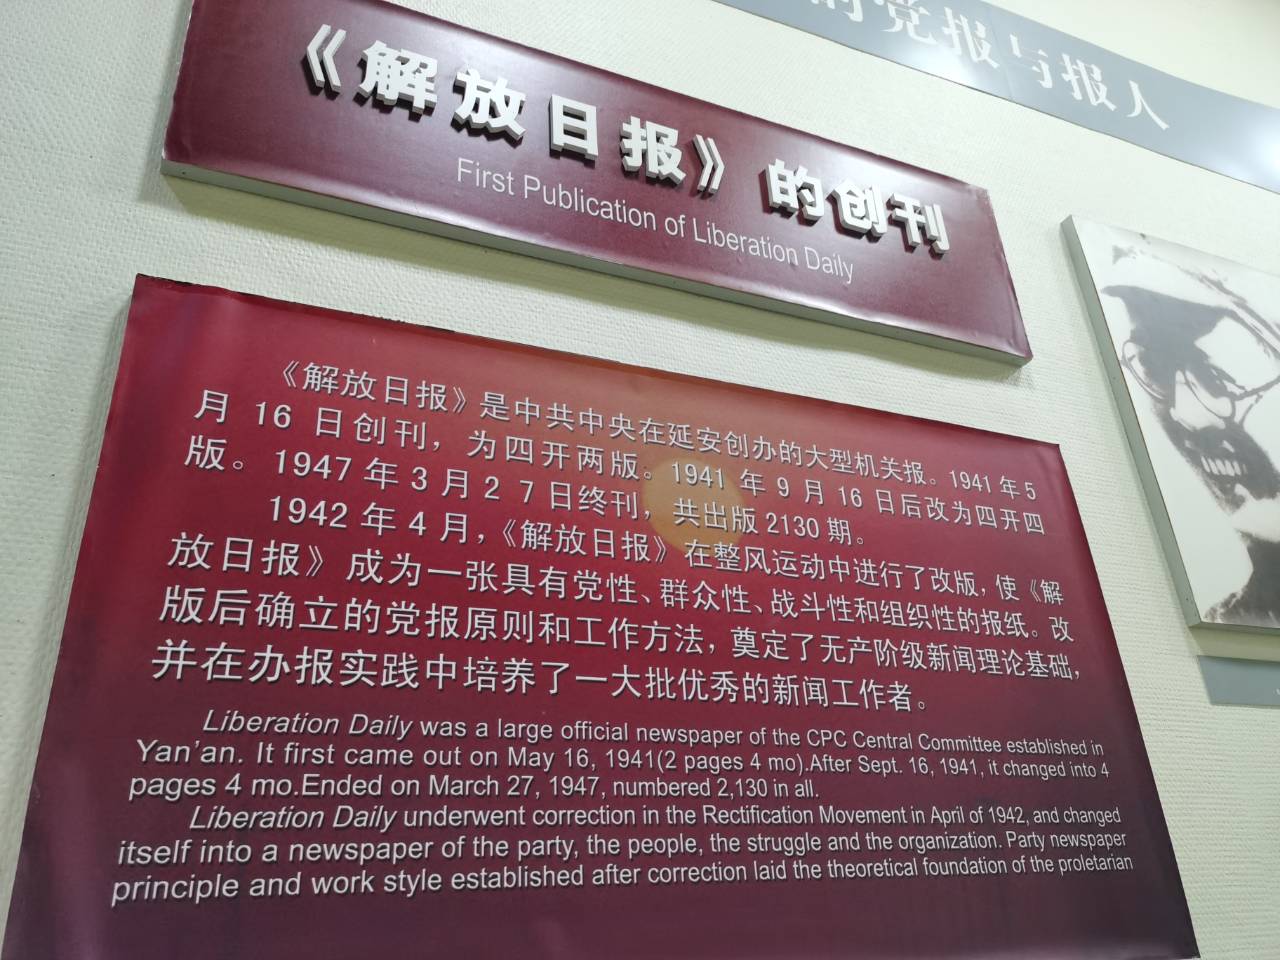 的党报与报人
《解放日报》的创刊
First Publication of Liberation Daily
《解放日报》是中共中央在延安创办的大型机关报。1941年5
月 16 日创刊，为四开两版。1941 年 9 月 16 日后改为四开四
版。1947 年 3 月 2 7 日终刊，共出版 2130 期。
1942 年 4 月，《解放日报》在整风运动中进行了改版，使《解
放日报》成为一张具有党性、群众性、战斗性和组织性的报纸。改
版后确立的党报原则和工作方法，奠定了无产阶级新闻理论基础，
并在办报实践中培养了一大批优秀的新闻工作者。
Liberation Daily was a large official newspaper of the CPC Central Committee established in
Yan'an. It first came out on May 16, 1941(2 pages 4 mo).After Sept. 16, 1941, it changed into 4
pages 4 mo.Ended on March 27, 1947, numbered 2,130 in all.
Liberation Daily underwent correction in the Rectification Movement in April of 1942, and changed
itself into a newspaper of the party, the people, the struggle and the organization. Party newspaper
principle and work style established after correction laid the theoretical foundation of the proletarian